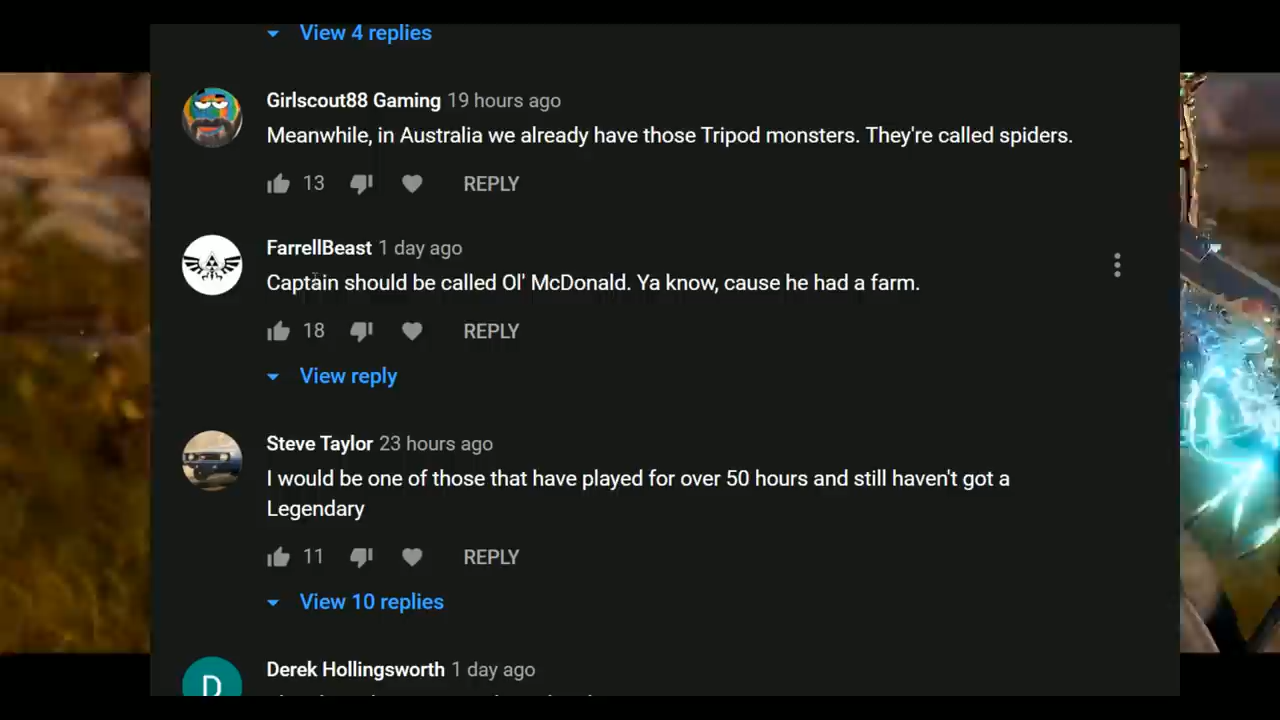 View 4 replies
Girlscout88 Gaming 19 hours ago
Meanwhile, in Australia we already have those Tripod monsters. They're called spiders.
13 REPLY
FarrellBeast 1 day ago
Captain should be called Ol' McDonald. Ya know, cause he had a farm.
18 REPLY
View reply
Steve Taylor 23 hours ago
I would be one of those that have played for over 50 hours and still haven't got a
Legendary
11 REPLY
View 10 replies
Derek Hollingsworth 1 day ago
D